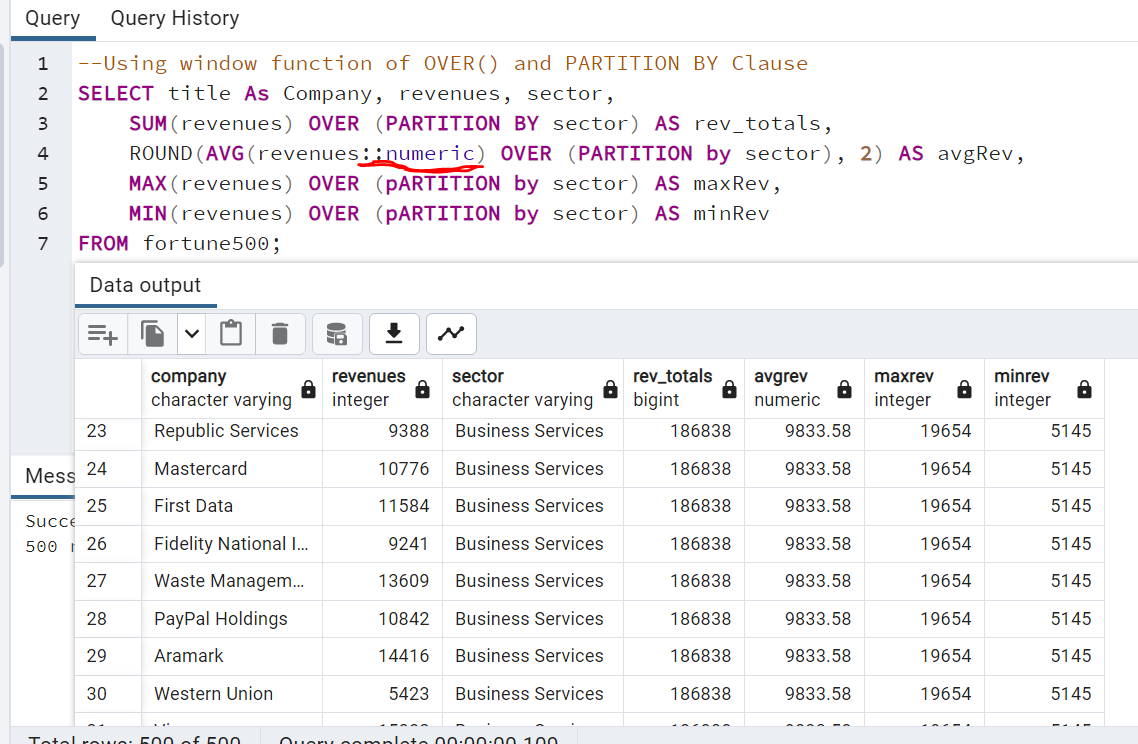 Query Query History
1 --Using window function of OVER() and PARTITION BY Clause
2 SELECT title As Company, revenues, sector,
3 SUM(revenues) OVER (PARTITION BY sector) AS rev_totals,
4 ROUND(AVG(revenues::numeric) OVER (PARTITION by sector), 2) AS avgRev,
5 MAX(revenues) OVER (pARTITION by sector) AS maxRev,
6 MIN(revenues) OVER (pARTITION by sector) AS minRev
7 FROM fortune500;
Data output
company revenues sector rev_totals avgrev maxrev minrev
character varying integer character varying bigint numeric integer integer
23 Republic Services 9388 Business Services 186838 9833.58 19654 5145
24 Mastercard 10776 Business Services 186838 9833.58 19654 5145
25 First Data 11584 Business Services 186838 9833.58 19654 5145
26 Fidelity National I... 9241 Business Services 186838 9833.58 19654 5145
27 Waste Managem... 13609 Business Services 186838 9833.58 19654 5145
28 PayPal Holdings 10842 Business Services 186838 9833.58 19654 5145
29 Aramark 14416 Business Services 186838 9833.58 19654 5145
30 Western Union 5423 Business Services 186838 9833.58 19654 5145
Mess
Succe
500
Total rows: 500 of 500 Query complete 00:00:00.109